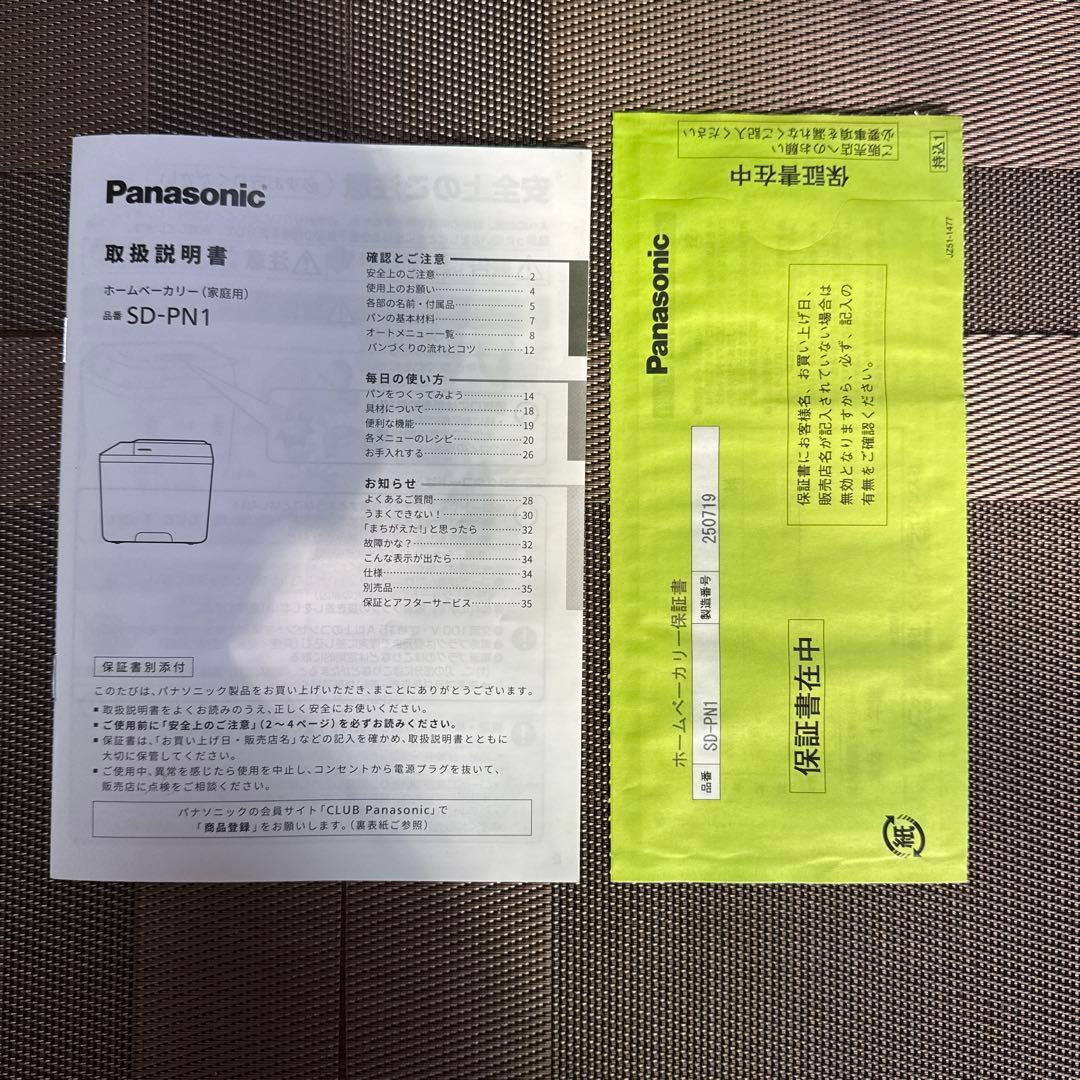 Panasonic
取扱説明書
ホームベーカリー(家庭用)
品番 SD-PN1
確認とご注意
安全上のご注意 2
使用上のお願い 4
各部の名前・付属品 5
パンの基本材料 7
オートメニュー一覧 8
パンづくりの流れとコツ 12
毎日の使い方
パンをつくってみよう 14
具材について 18
便利な機能 19
各メニューのレシピ 20
お手入れする 26
お知らせ
よくあるご質問 28
うまくできない! 30
「まちがえた!」と思ったら 32
故障かな? 32
こんな表示が出たら 34
仕様 34
別売品 35
保証とアフターサービス 35
保証書別添付
このたびは、パナソニック製品をお買い上げいただき、まことにありがとうございます。
■ 取扱説明書をよくお読みのうえ、正しく安全にお使いください。
■ ご使用前に「安全上のご注意」(2〜4ページ)を必ずお読みください。
■ 保証書は、「お買い上げ日・販売店名」などの記入を確かめ、取扱説明書とともに
大切に保管してください。
■ ご使用中、異常を感じたら使用を中止し、コンセントから電源プラグを抜いて、
販売店に点検をご相談ください。
パナソニックの会員サイト「CLUB Panasonic」で
「商品登録」をお願いします。(裏表紙ご参照)
ご販売店へのお願い
必要事項を漏れなくご記入ください
保証書在中
持込1
JZ51-1477
Panasonic
保証書にお客様名、お買い上げ日、
販売店名が記入されていない場合は
無効となりますから、必ず、記入の
有無をご確認ください。
ホームベーカリー保証書
品番 SD-PN1 製造番号 250719
保証書在中
紙